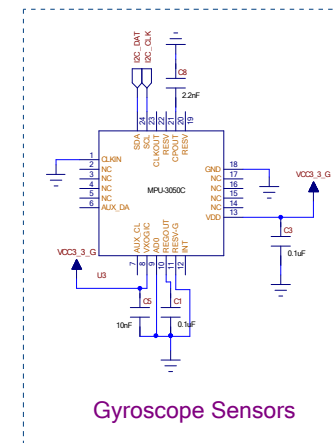 I2C_DAT
I2C_CLK
C8
2.2nF
24 23 22 21 20 19
SDA
SCL
CLKOUT
RESV
CPOUT
RESV
1 CLKIN
2 NC
3 NC
4 NC
5 NC
6 AUX_DA
GND 18
NC 17
NC 16
NC 15
NC 14
VDD 13
MPU-3050C
VCC3_3_G
C3
0.1uF
VCC3_3_G
U3
AUX_CL
VXOGIC
AD0
REGOUT
RESV-G
INT
7 8 9 10 11 12
C5
10nF
C1
0.1uF
Gyroscope Sensors